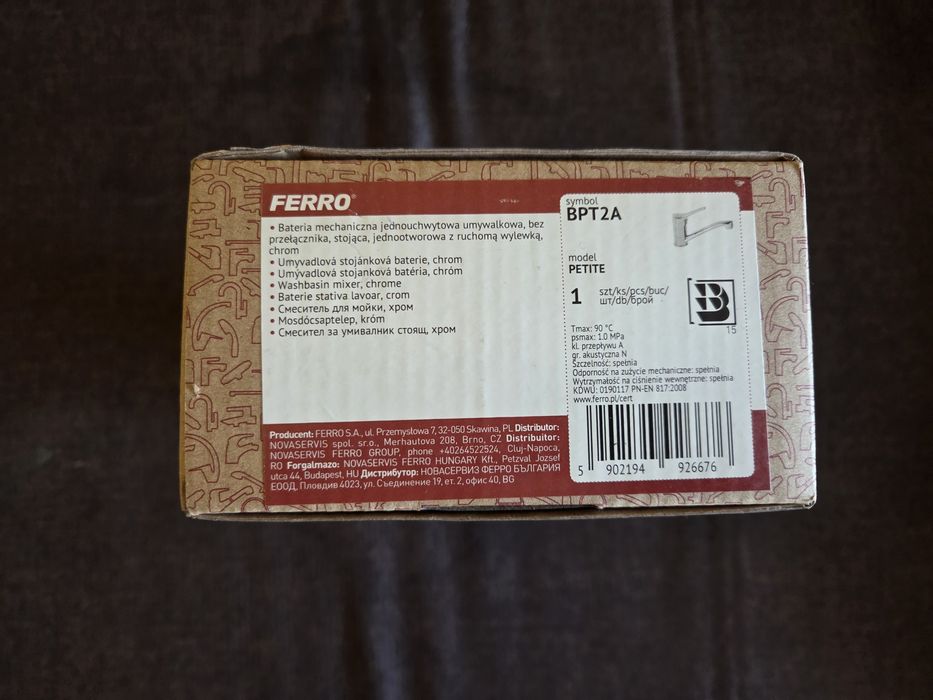 FERRO®
• Bateria mechaniczna jednouchwytowa umywalkowa, bez
przełącznika, stojąca, jednootworowa z ruchomą wylewką,
chrom
• Umyvadlová stojánková baterie, chrom
• Umývadlová stojanková batéria, chróm
• Washbasin mixer, chrome
• Baterie stativa lavoar, crom
• Смеситель для мойки, хром
• Mosdócsaptelep, króm
• Смесител за умивалник стоящ, хром
symbol
BPT2A
model
PETITE
1 szt/ks/pcs/buc/
шт/db/брой
B
15
Tmax: 90 °C
psmax: 1.0 MPa
kl. przepływu A
gr. akustyczna N
Szczelność: spełnia
Odporność na zużycie mechaniczne: spełnia
Wytrzymałość na ciśnienie wewnętrzne: spełnia
KDWU: 0190117 PN-EN 817:2008
www.ferro.pl/cert
5 902194 926676
Producent: FERRO S.A., ul. Przemysłowa 7, 32-050 Skawina, PL Distributor:
NOVASERVIS spol. sr.o., Merhautova 208, Brno, CZ Distribuitor:
NOVASERVIS FERRO GROUP, phone +40264522524, Cluj-Napoca,
RO Forgalmazo: NOVASERVIS FERRO HUNGARY Kft., Petzval Jozsef
utca 44, Budapest, HU Дистрибутор: НОВАСЕРВИЗ ФЕРРО БЪЛГАРИЯ
ЕООД, Пловдив 4023, ул. Съединение 19, ет. 2, офис 40, BG